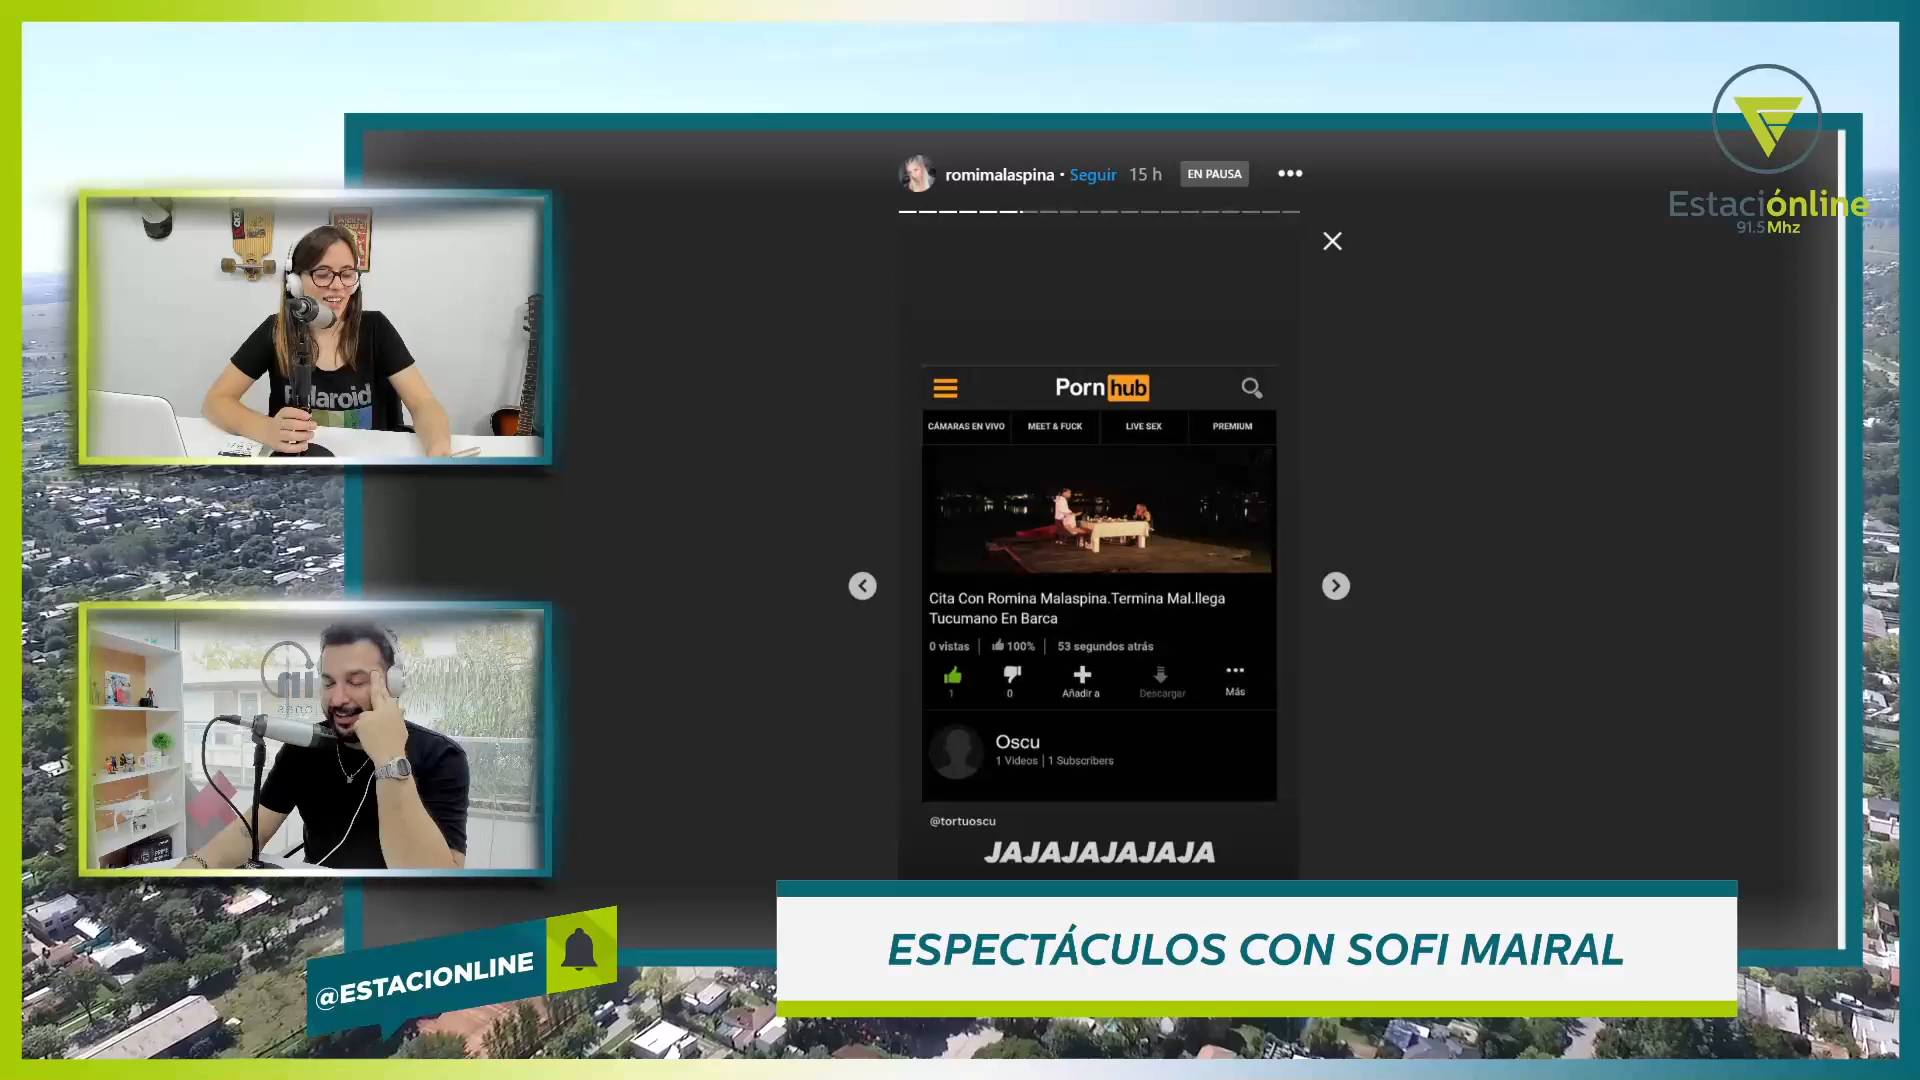 romimalaspina • Seguir 15 h EN PAUSA
Estaciónline
91.5 Mhz
Polaroid
Porn hub
CÁMARAS EN VIVO MEET & FUCK LIVE SEX PREMIUM
Cita Con Romina Malaspina.Termina Mal.llega
Tucumano En Barca
0 vistas 100% 53 segundos atrás
1 0 Añadir a Descargar Más
Oscu
1 Videos | 1 Subscribers
@tortuoscu
JAJAJAJAJAJA
@ESTACIONLINE
ESPECTÁCULOS CON SOFI MAIRAL